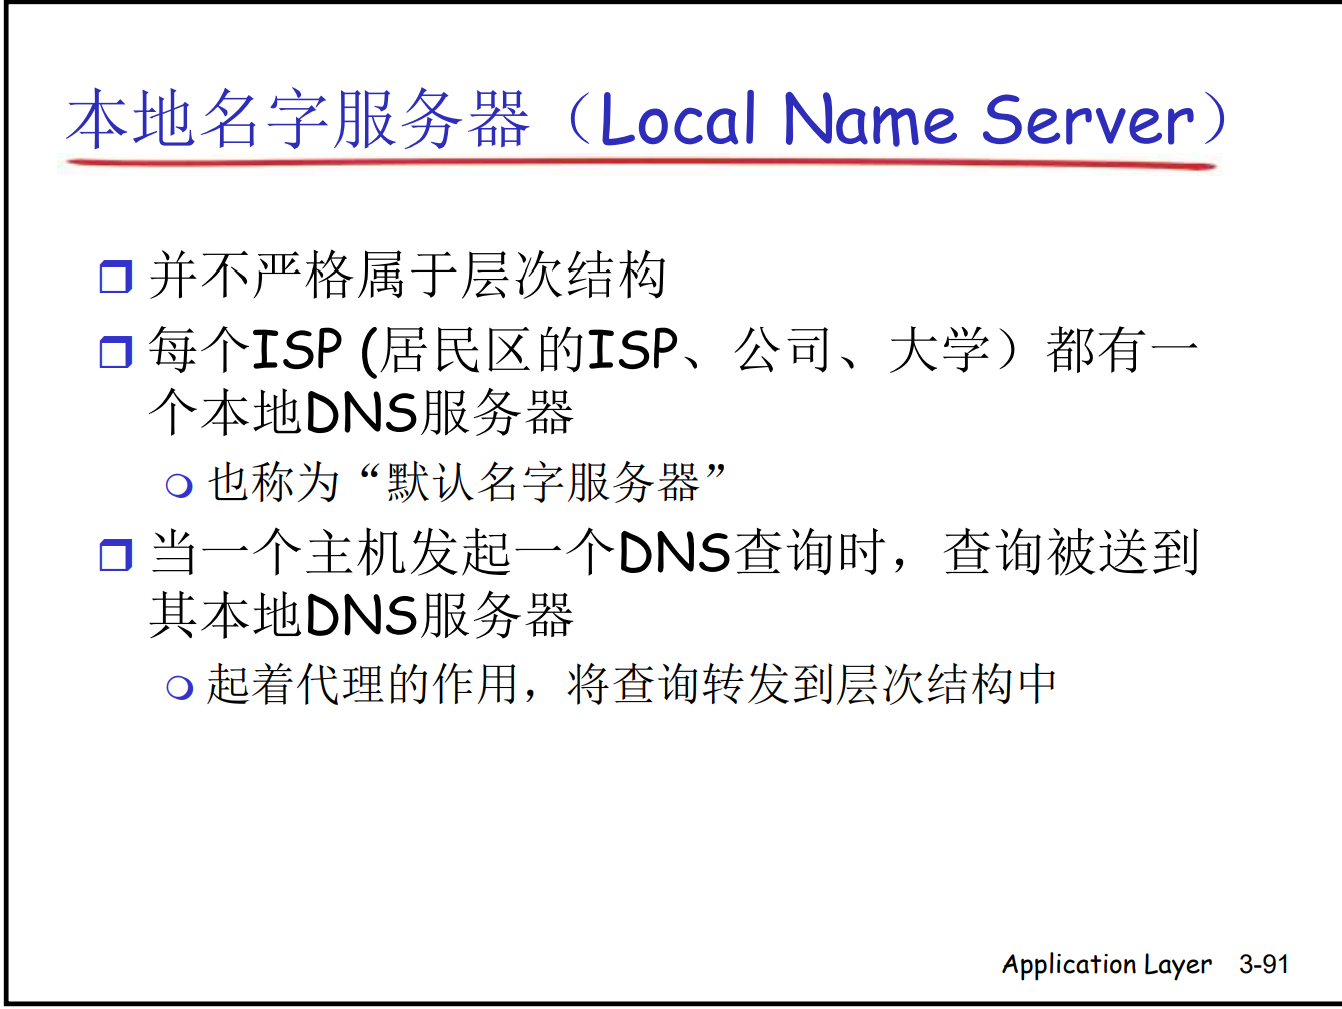 本地名字服务器（Local Name Server）
并不严格属于层次结构
每个ISP (居民区的ISP、公司、大学）都有一
个本地DNS服务器
也称为“默认名字服务器”
当一个主机发起一个DNS查询时，查询被送到
其本地DNS服务器
起着代理的作用，将查询转发到层次结构中
Application Layer 3-91